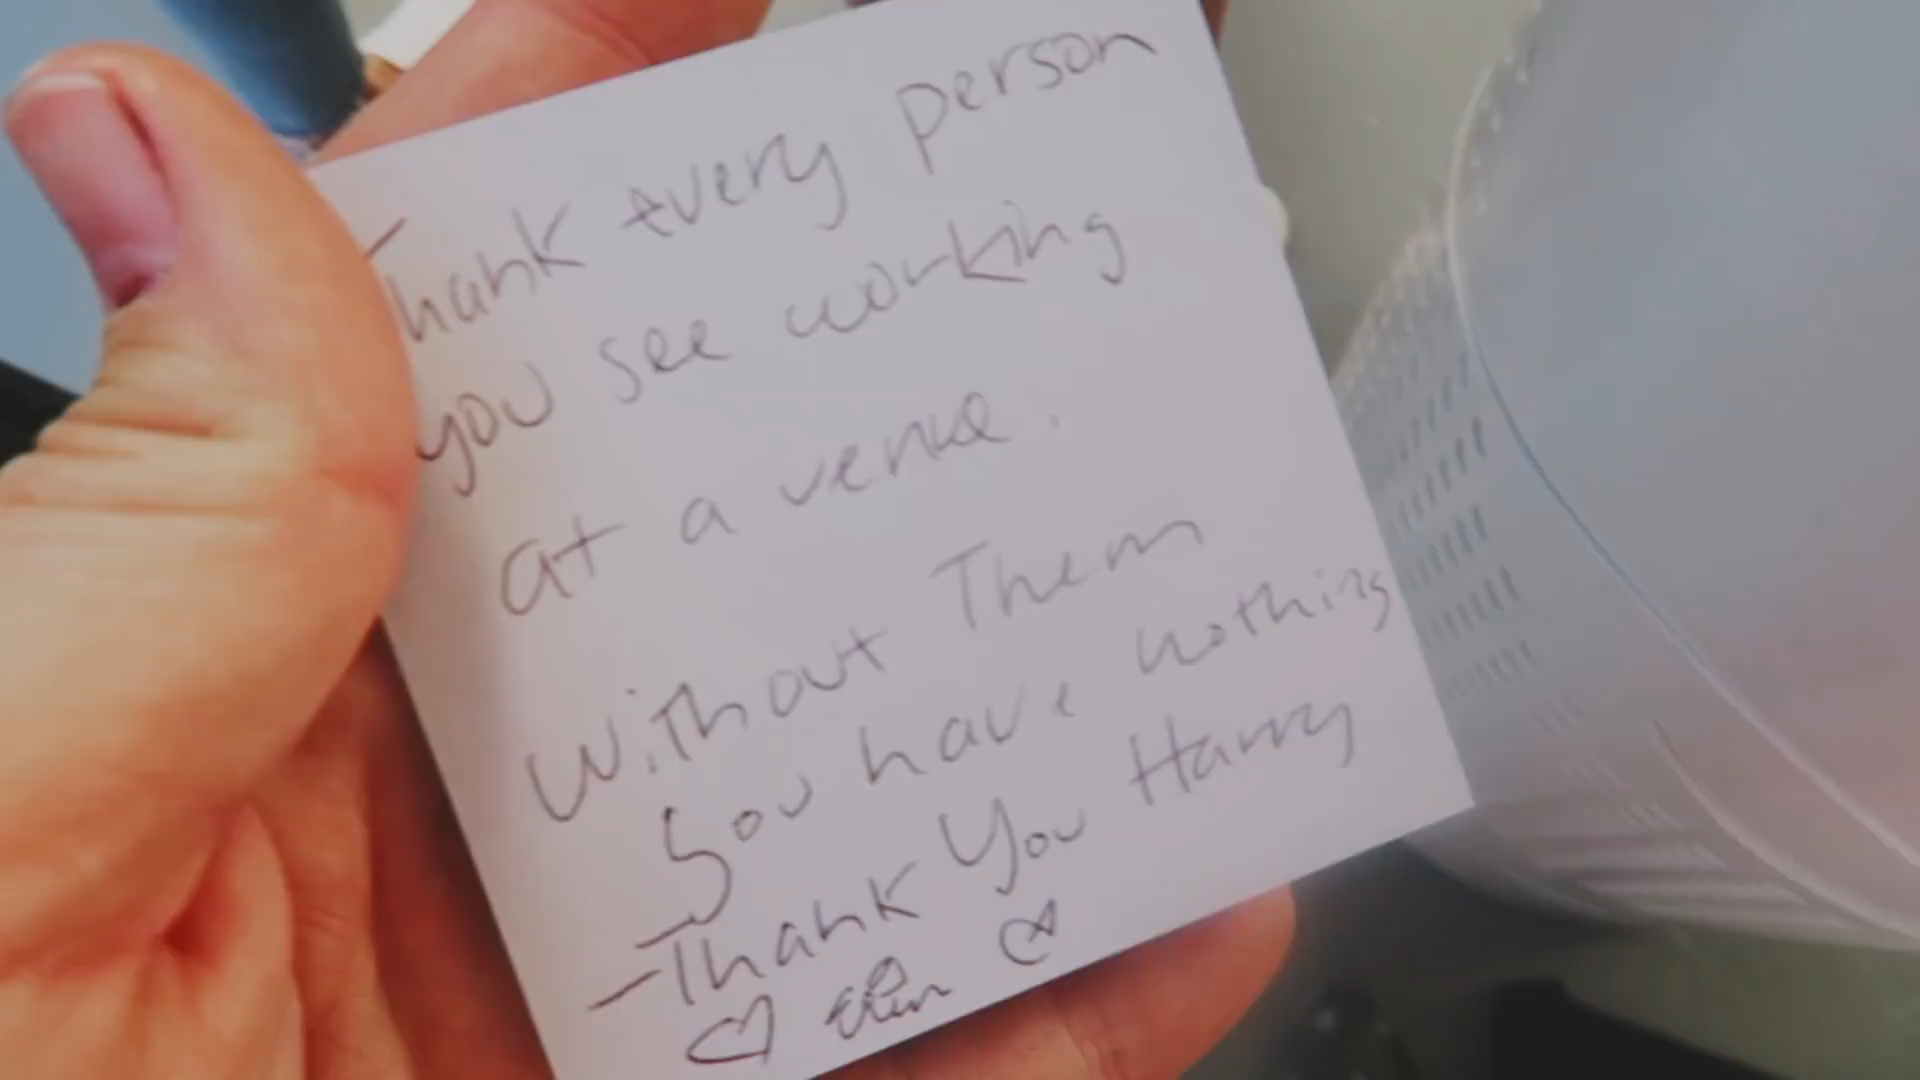 Thank every person
you see working
at a venue.
Without Them
you have nothing
-Thank You Harry